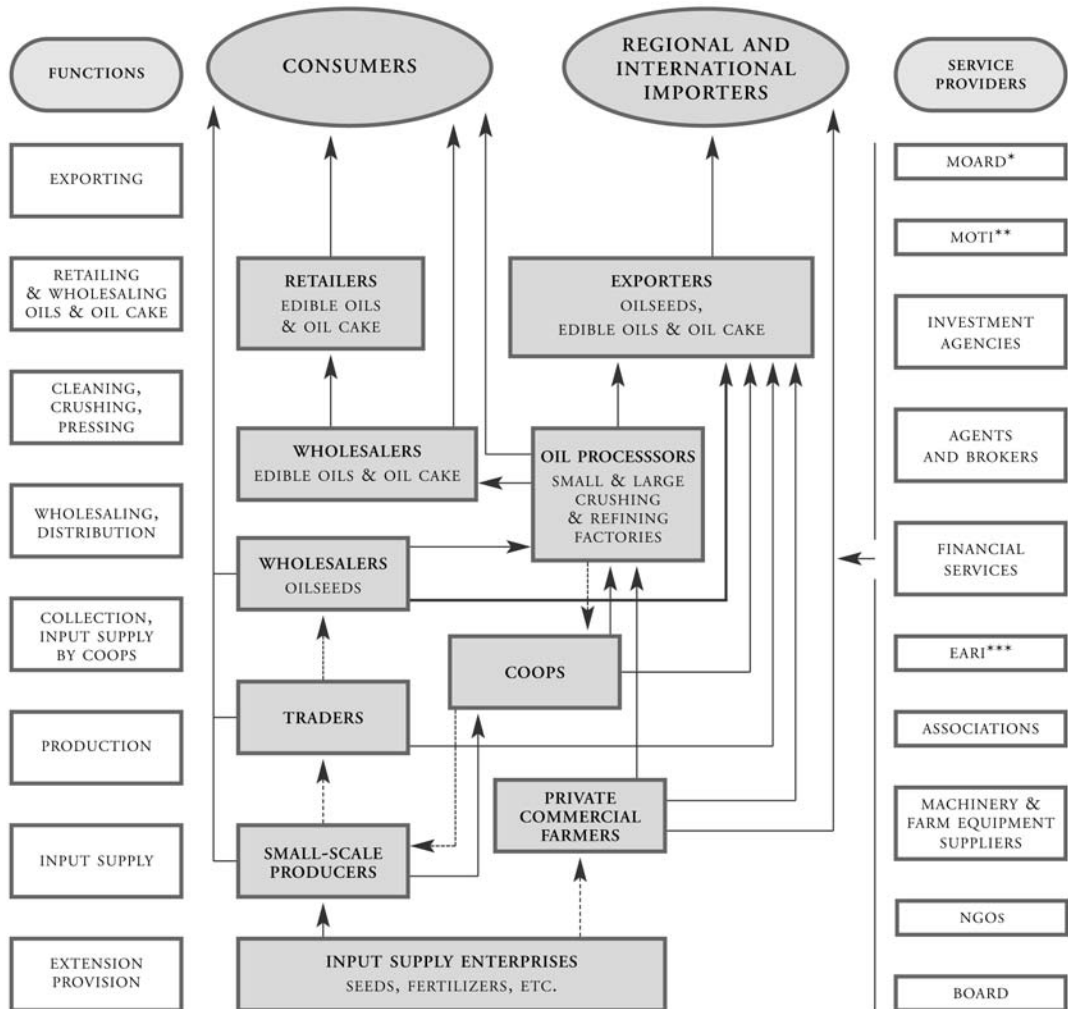 FUNCTIONS
EXPORTING
RETAILING
& WHOLESALING
OILS & OIL CAKE
CLEANING,
CRUSHING,
PRESSING
WHOLESALING,
DISTRIBUTION
COLLECTION,
INPUT SUPPLY
BY COOPS
PRODUCTION
INPUT SUPPLY
EXTENSION
PROVISION
CONSUMERS
REGIONAL AND
INTERNATIONAL
IMPORTERS
RETAILERS
EDIBLE OILS
& OIL CAKE
EXPORTERS
OILSEEDS,
EDIBLE OILS & OIL CAKE
WHOLESALERS
EDIBLE OILS & OIL CAKE
OIL PROCESSSORS
SMALL & LARGE
CRUSHING
& REFINING
FACTORIES
WHOLESALERS
OILSEEDS
COOPS
TRADERS
PRIVATE
COMMERCIAL
FARMERS
SMALL-SCALE
PRODUCERS
INPUT SUPPLY ENTERPRISES
SEEDS, FERTILIZERS, ETC.
SERVICE
PROVIDERS
MOARD*
MOTI**
INVESTMENT
AGENCIES
AGENTS
AND BROKERS
FINANCIAL
SERVICES
EARI***
ASSOCIATIONS
MACHINERY &
FARM EQUIPMENT
SUPPLIERS
NGOs
BOARD